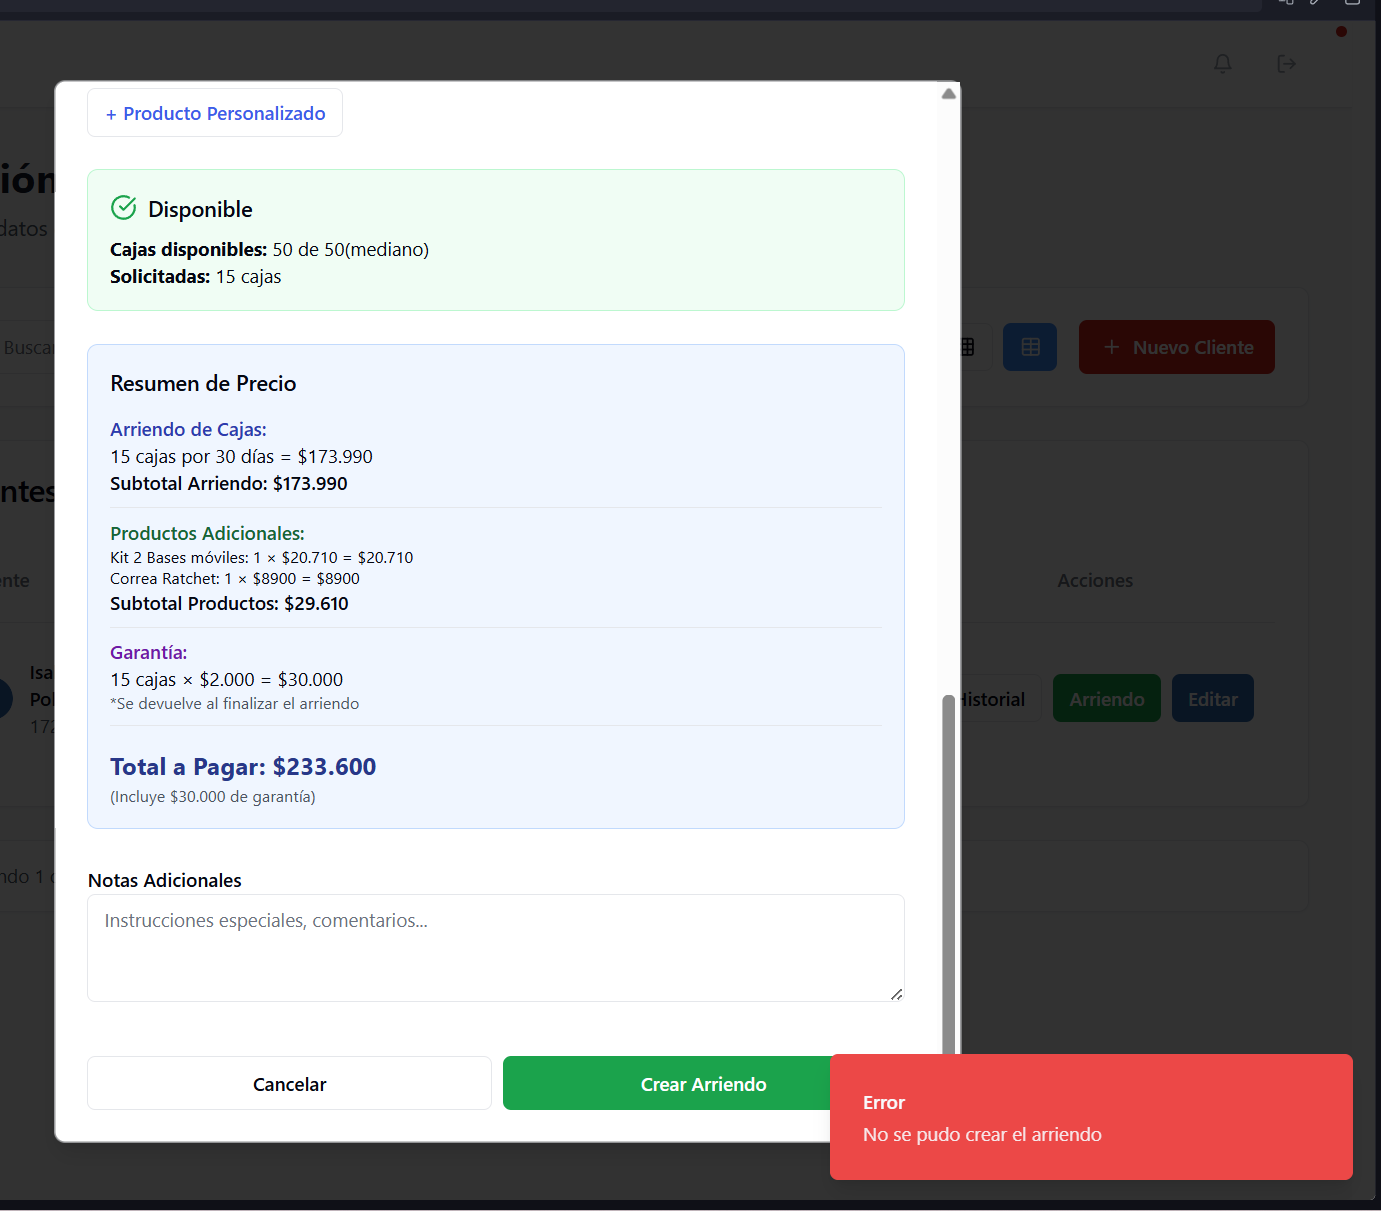 + Producto Personalizado
Disponible
Cajas disponibles: 50 de 50(mediano)
Solicitadas: 15 cajas
Resumen de Precio
Arriendo de Cajas:
15 cajas por 30 días = $173.990
Subtotal Arriendo: $173.990
Productos Adicionales:
Kit 2 Bases móviles: 1 × $20.710 = $20.710
Correa Ratchet: 1 × $8900 = $8900
Subtotal Productos: $29.610
Garantía:
15 cajas × $2.000 = $30.000
*Se devuelve al finalizar el arriendo
Total a Pagar: $233.600
(Incluye $30.000 de garantía)
Notas Adicionales
Instrucciones especiales, comentarios...
Cancelar
Crear Arriendo
Error
No se pudo crear el arriendo
ión
datos
Buscar
+ Nuevo Cliente
ntes
nte
Acciones
Isa
Pol
172
Historial
Arriendo
Editar
ndo 1